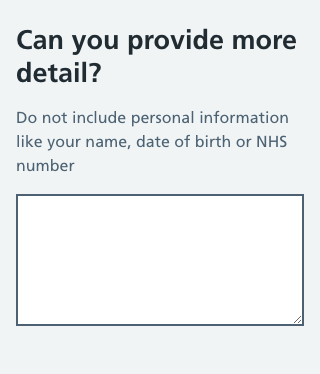 Can you provide more
detail?
Do not include personal information
like your name, date of birth or NHS
number